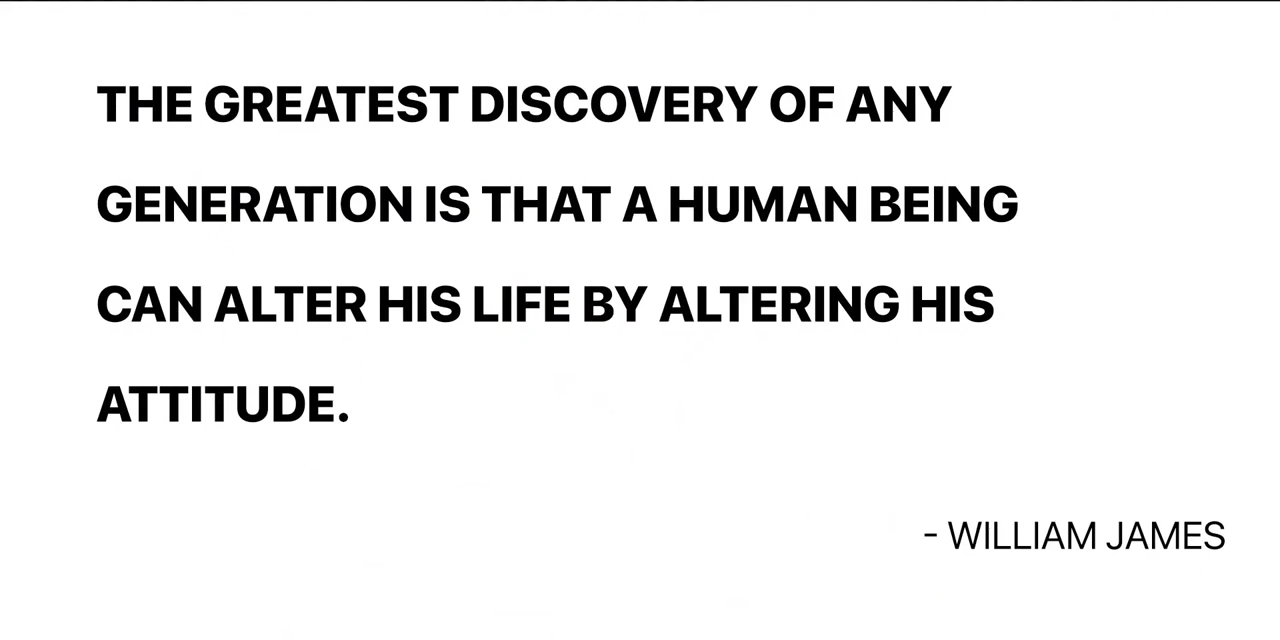 THE GREATEST DISCOVERY OF ANY
GENERATION IS THAT A HUMAN BEING
CAN ALTER HIS LIFE BY ALTERING HIS
ATTITUDE.
- WILLIAM JAMES